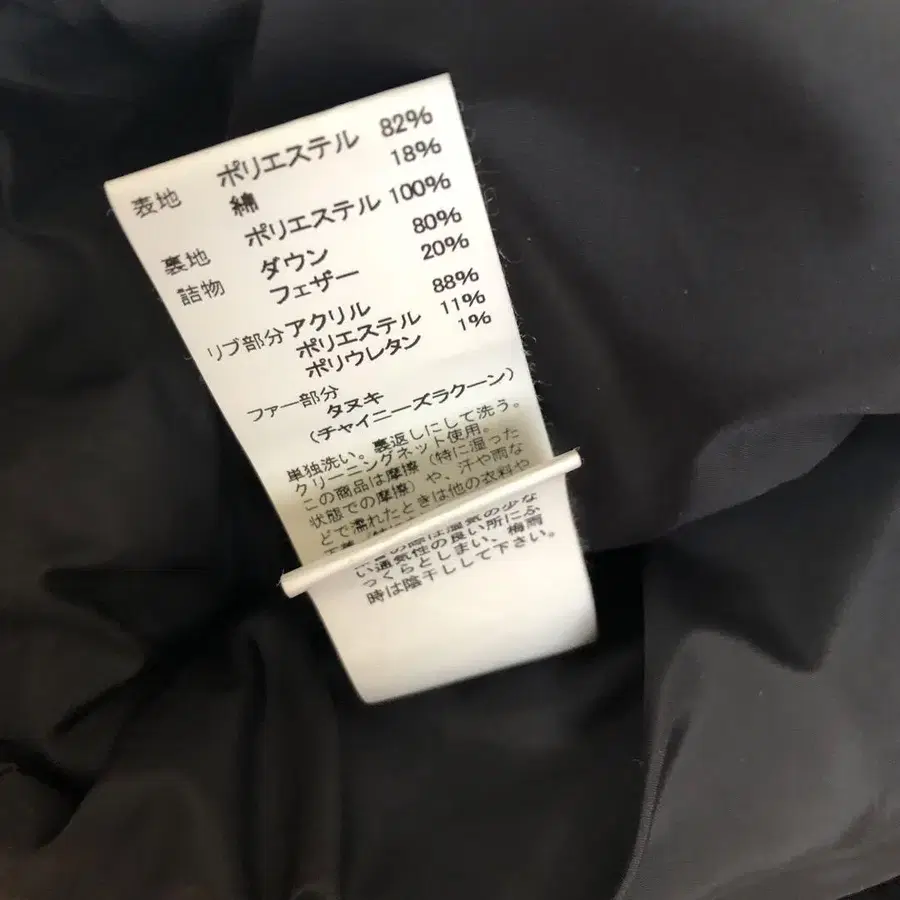 表地 ポリエステル 82%
綿 18%
裏地 ポリエステル 100%
詰物 ダウン 80%
フェザー 20%
リブ部分 アクリル 88%
ポリエステル 11%
ポリウレタン 1%
ファー部分
タヌキ
(チャイニーズラクーン)
単独洗い。裏返しにして洗う。
クリーニングネット使用。
この商品は摩擦(特に湿った
状態での摩擦)や、汗や雨な
どで濡れたときは他の衣料や
の時は湿気の少な
い通気性の良い所にふ
っくらとしまい、梅雨
時は陰干しして下さい。